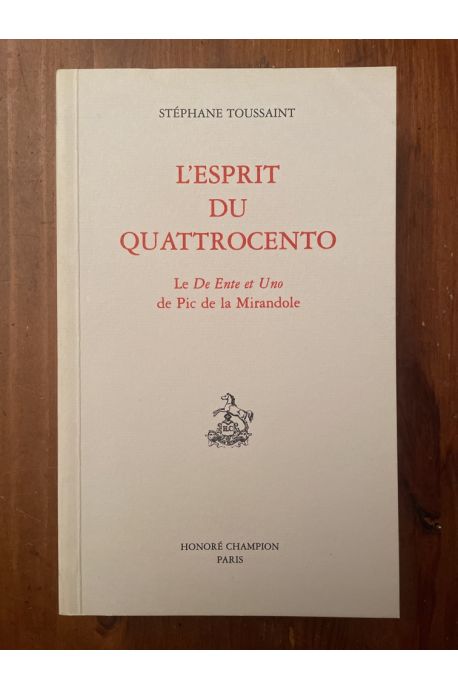 STÉPHANE TOUSSAINT
L'ESPRIT
DU
QUATTROCENTO
Le De Ente et Uno
de Pic de la Mirandole
HONORÉ CHAMPION
PARIS